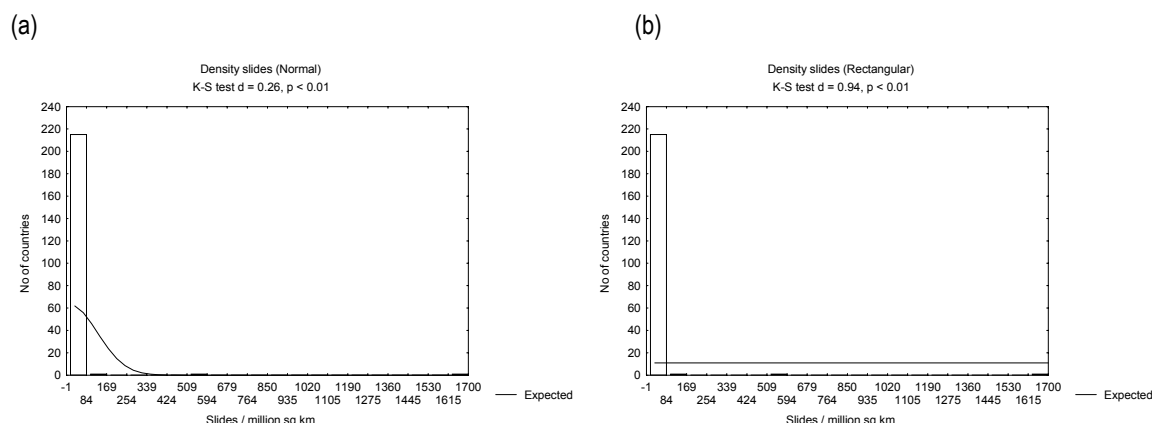 (a)
Density slides (Normal)
K-S test d = 0.26, p < 0.01
No of countries
240
220
200
180
160
140
120
100
80
60
40
20
0
-1 169 339 509 679 850 1020 1190 1360 1530 1700
84 254 424 594 764 935 1105 1275 1445 1615
Slides / million sq km
Expected
(b)
Density slides (Rectangular)
K-S test d = 0.94, p < 0.01
No of countries
240
220
200
180
160
140
120
100
80
60
40
20
0
-1 169 339 509 679 850 1020 1190 1360 1530 1700
84 254 424 594 764 935 1105 1275 1445 1615
Slides / million sq km
Expected